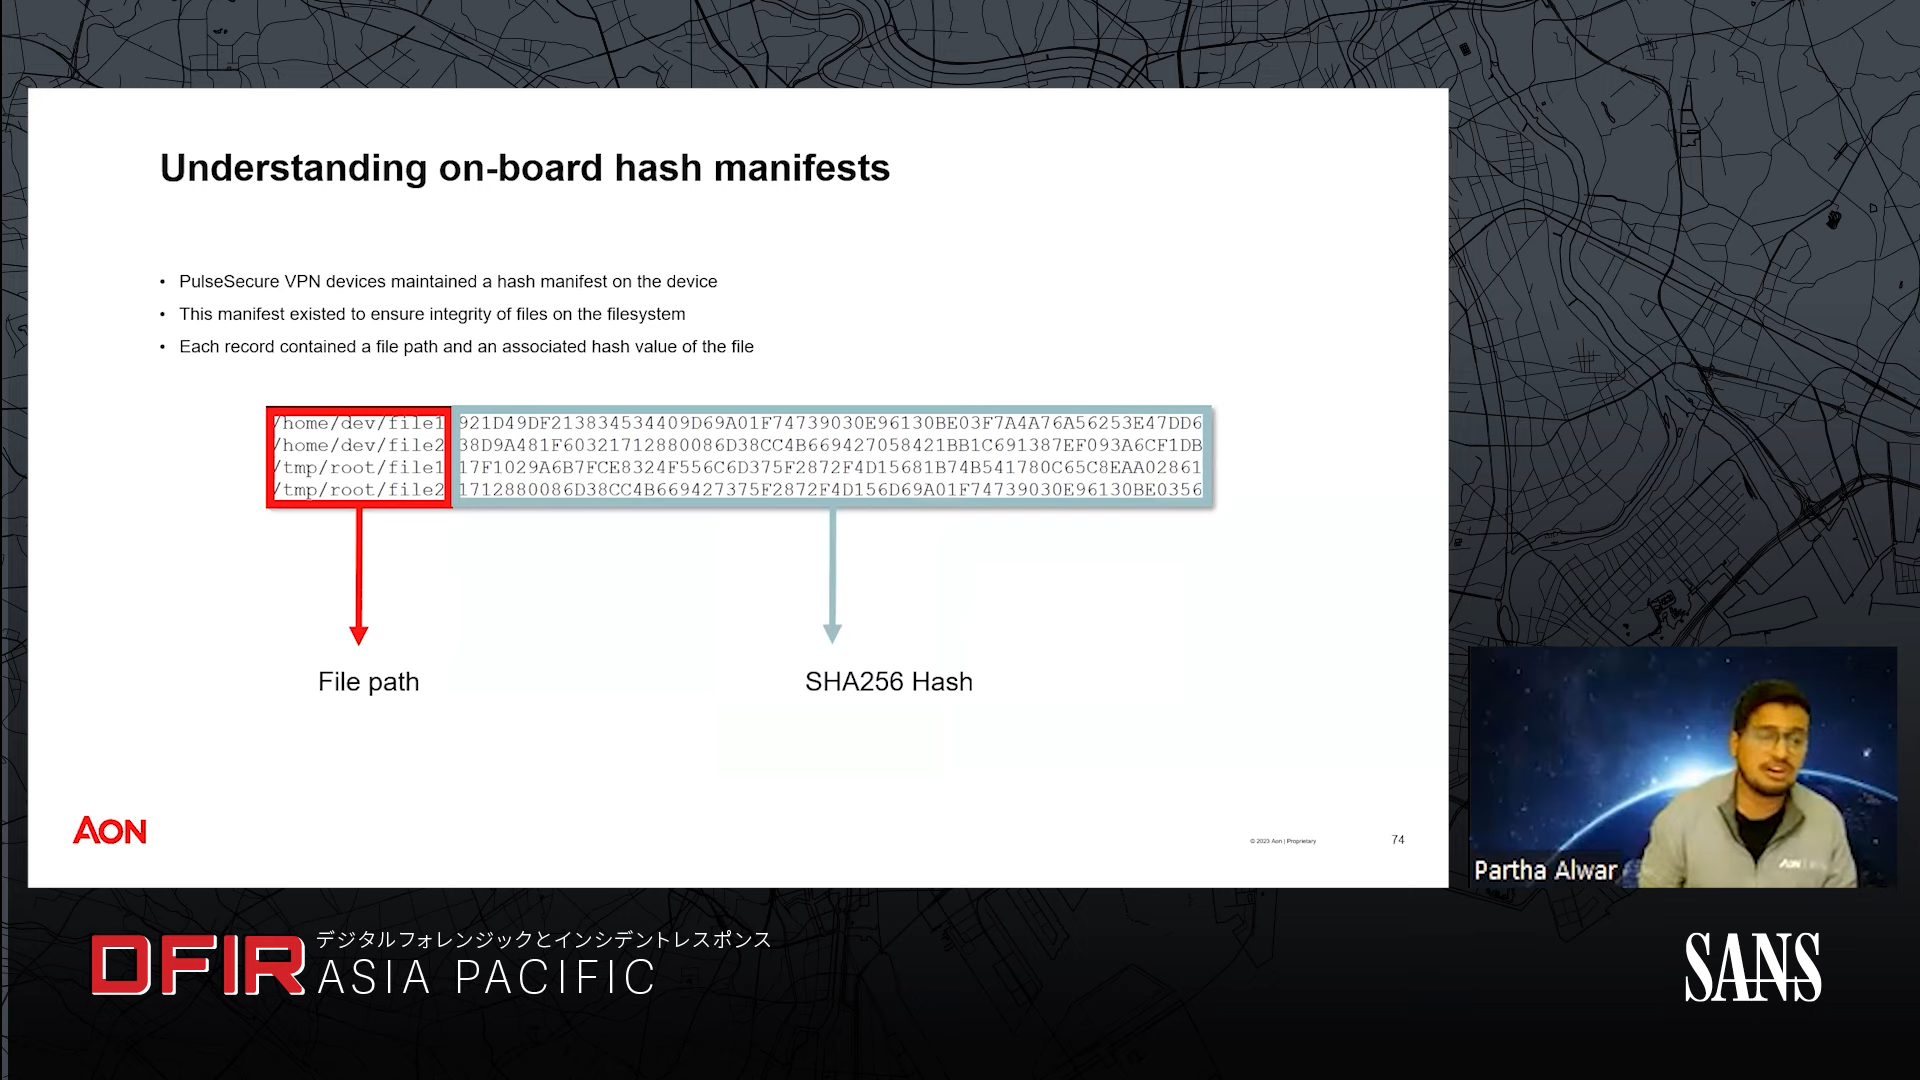 Understanding on-board hash manifests
• PulseSecure VPN devices maintained a hash manifest on the device
• This manifest existed to ensure integrity of files on the filesystem
• Each record contained a file path and an associated hash value of the file
/home/dev/file1 921D49DF213834534409D69A01F74739030E96130BE03F7A4A76A56253E47DD6
/home/dev/file2 38D9A481F60321712880086D38CC4B669427058421BB1C691387EF093A6CF1DB
/tmp/root/file1 17F1029A6B7FCE8324F556C6D375F2872F4D15681B74B541780C65C8EAA02861
/tmp/root/file2 1712880086D38CC4B669427375F2872F4D156D69A01F74739030E96130BE0356
File path
SHA256 Hash
AON
© 2023 Aon | Proprietary
74
AON
Partha Alwar
DFIR
デジタルフォレンジックとインシデントレスポンス
ASIA PACIFIC
SANS